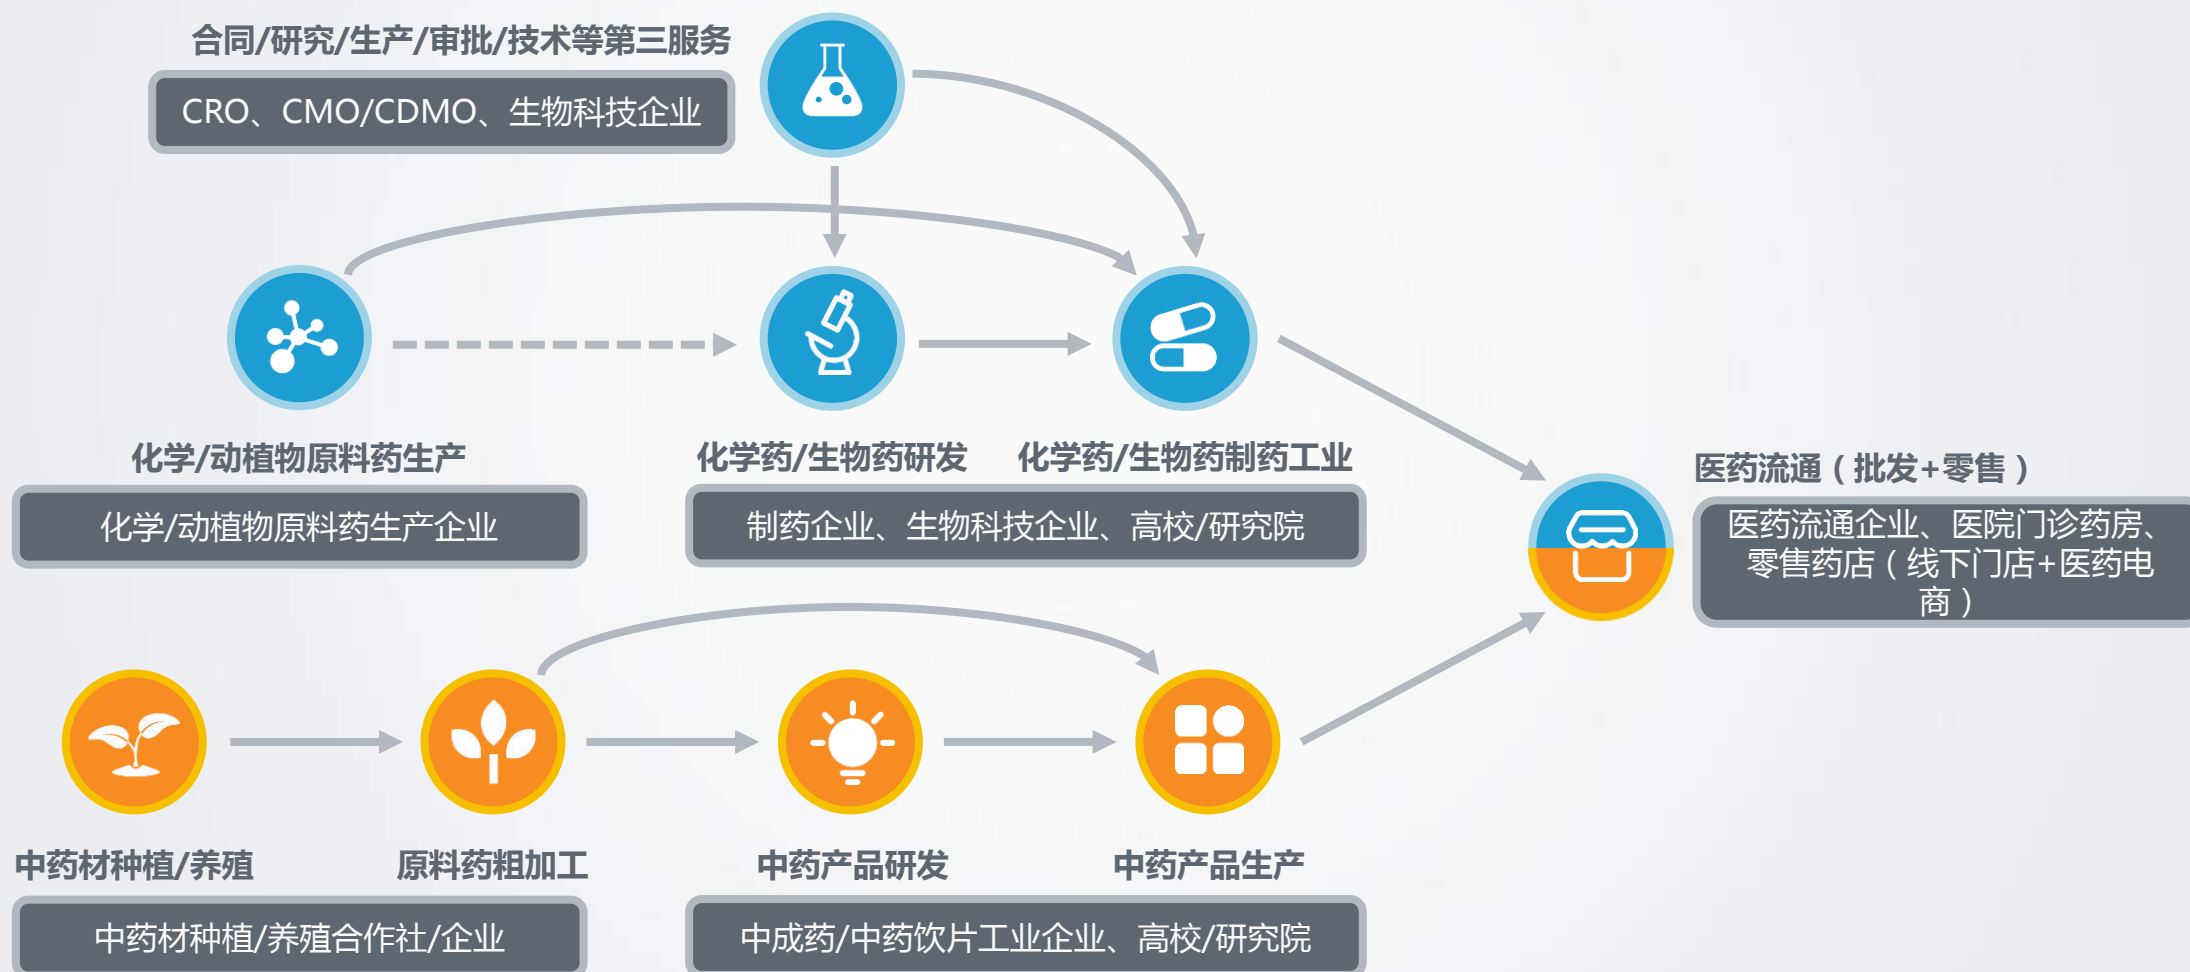 合同/研究/生产/审批/技术等第三服务
CRO、CMO/CDMO、生物科技企业
化学/动植物原料药生产
化学/动植物原料药生产企业
化学药/生物药研发
化学药/生物药制药工业
制药企业、生物科技企业、高校/研究院
医药流通（批发+零售）
医药流通企业、医院门诊药房、
零售药店（线下门店+医药电
商）
中药材种植/养殖
原料药粗加工
中药材种植/养殖合作社/企业
中药产品研发
中药产品生产
中成药/中药饮片工业企业、高校/研究院